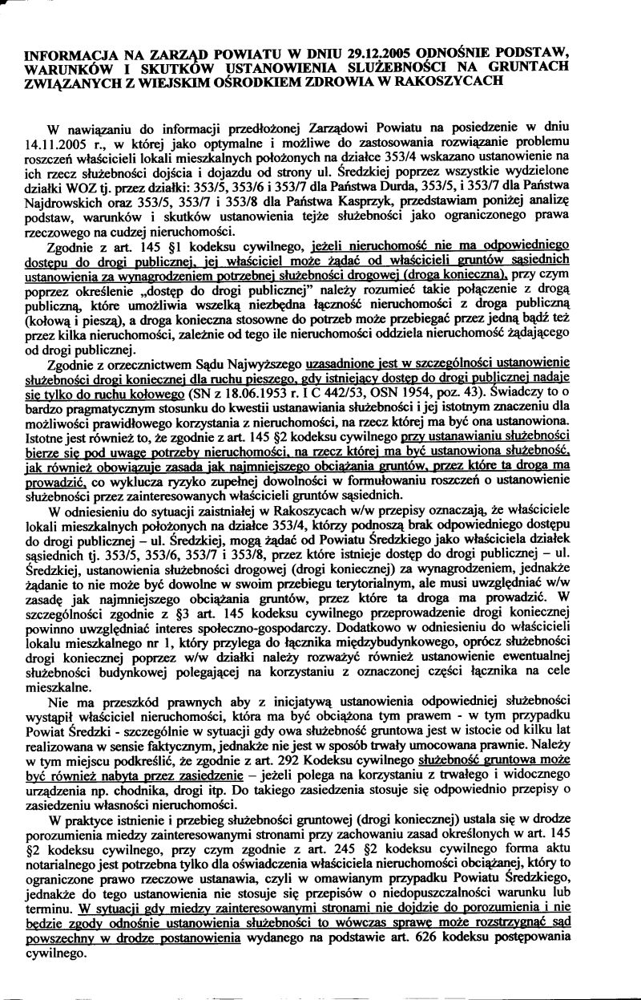 INFORMACJA NA ZARZĄD POWIATU W DNIU 29.12.2005 ODNOŚNIE PODSTAW,
WARUNKÓW I SKUTKÓW USTANOWIENIA SŁUŻEBNOŚCI NA GRUNTACH
ZWIĄZANYCH Z WIEJSKIM OŚRODKIEM ZDROWIA W RAKOSZYCACH
W nawiązaniu do informacji przedłożonej Zarządowi Powiatu na posiedzenie w dniu
14.11.2005 r., w której jako optymalne i możliwe do zastosowania rozwiązanie problemu
roszczeń właścicieli lokali mieszkalnych położonych na działce 353/4 wskazano ustanowienie na
ich rzecz służebności dojścia i dojazdu od strony ul. Średzkiej poprzez wszystkie wydzielone
działki WOZ tj. przez działki: 353/5, 353/6 i 353/7 dla Państwa Durda, 353/5, i 353/7 dla Państwa
Najdrowskich oraz 353/5, 353/7 i 353/8 dla Państwa Kasprzyk, przedstawiam poniżej analizę
podstaw, warunków i skutków ustanowienia tejże służebności jako ograniczonego prawa
rzeczowego na cudzej nieruchomości.
Zgodnie z art. 145 §1 kodeksu cywilnego, jeżeli nieruchomość nie ma odpowiedniego
dostępu do drogi publicznej, jej właściciel może żądać od właścicieli gruntów sąsiednich
ustanowienia za wynagrodzeniem potrzebnej służebności drogowej (droga konieczna), przy czym
poprzez określenie „dostęp do drogi publicznej” należy rozumieć takie połączenie z drogą
publiczną, które umożliwia wszelką niezbędna łączność nieruchomości z droga publiczną
(kołową i pieszą), a droga konieczna stosowne do potrzeb może przebiegać przez jedną bądź też
przez kilka nieruchomości, zależnie od tego ile nieruchomości oddziela nieruchomość żądającego
od drogi publicznej.
Zgodnie z orzecznictwem Sądu Najwyższego uzasadnione jest w szczególności ustanowienie
służebności drogi koniecznej dla ruchu pieszego, gdy istniejący dostęp do drogi publicznej nadaje
się tylko do ruchu kołowego (SN z 18.06.1953 r. I C 442/53, OSN 1954, poz. 43). Świadczy to o
bardzo pragmatycznym stosunku do kwestii ustanawiania służebności i jej istotnym znaczeniu dla
możliwości prawidłowego korzystania z nieruchomości, na rzecz której ma być ona ustanowiona.
Istotne jest również to, że zgodnie z art. 145 §2 kodeksu cywilnego przy ustanawianiu służebności
bierze się pod uwagę potrzeby nieruchomości, na rzecz której ma być ustanowiona służebność,
jak również obowiązuje zasada jak najmniejszego obciążania gruntów, przez które ta droga ma
prowadzić, co wyklucza ryzyko zupełnej dowolności w formułowaniu roszczeń o ustanowienie
służebności przez zainteresowanych właścicieli gruntów sąsiednich.
W odniesieniu do sytuacji zaistniałej w Rakoszycach w/w przepisy oznaczają, że właściciele
lokali mieszkalnych położonych na działce 353/4, którzy podnoszą brak odpowiedniego dostępu
do drogi publicznej – ul. Średzkiej, mogą żądać od Powiatu Średzkiego jako właściciela działek
sąsiednich tj. 353/5, 353/6, 353/7 i 353/8, przez które istnieje dostęp do drogi publicznej – ul.
Średzkiej, ustanowienia służebności drogowej (drogi koniecznej) za wynagrodzeniem, jednakże
żądanie to nie może być dowolne w swoim przebiegu terytorialnym, ale musi uwzględniać w/w
zasadę jak najmniejszego obciążania gruntów, przez które ta droga ma prowadzić. W
szczególności zgodnie z §3 art. 145 kodeksu cywilnego przeprowadzenie drogi koniecznej
powinno uwzględniać interes społeczno-gospodarczy. Dodatkowo w odniesieniu do właścicieli
lokalu mieszkalnego nr 1, który przylega do łącznika międzybudynkowego, oprócz służebności
drogi koniecznej poprzez w/w działki należy rozważyć również ustanowienie ewentualnej
służebności budynkowej polegającej na korzystaniu z oznaczonej części łącznika na cele
mieszkalne.
Nie ma przeszkód prawnych aby z inicjatywą ustanowienia odpowiedniej służebności
wystąpił właściciel nieruchomości, która ma być obciążona tym prawem - w tym przypadku
Powiat Średzki - szczególnie w sytuacji gdy owa służebność gruntowa jest w istocie od kilku lat
realizowana w sensie faktycznym, jednakże nie jest w sposób trwały umocowana prawnie. Należy
w tym miejscu podkreślić, że zgodnie z art. 292 Kodeksu cywilnego służebność gruntowa może
być również nabyta przez zasiedzenie – jeżeli polega na korzystaniu z trwałego i widocznego
urządzenia np. chodnika, drogi itp. Do takiego zasiedzenia stosuje się odpowiednio przepisy o
zasiedzeniu własności nieruchomości.
W praktyce istnienie i przebieg służebności gruntowej (drogi koniecznej) ustala się w drodze
porozumienia miedzy zainteresowanymi stronami przy zachowaniu zasad określonych w art. 145
§2 kodeksu cywilnego, przy czym zgodnie z art. 245 §2 kodeksu cywilnego forma aktu
notarialnego jest potrzebna tylko dla oświadczenia właściciela nieruchomości obciążanej, który to
ograniczone prawo rzeczowe ustanawia, czyli w omawianym przypadku Powiatu Średzkiego,
jednakże do tego ustanowienia nie stosuje się przepisów o niedopuszczalności warunku lub
terminu. W sytuacji gdy miedzy zainteresowanymi stronami nie dojdzie do porozumienia i nie
będzie zgody odnośnie ustanowienia służebności to wówczas sprawę może rozstrzygnąć sąd
powszechny w drodze postanowienia wydanego na podstawie art. 626 kodeksu postępowania
cywilnego.